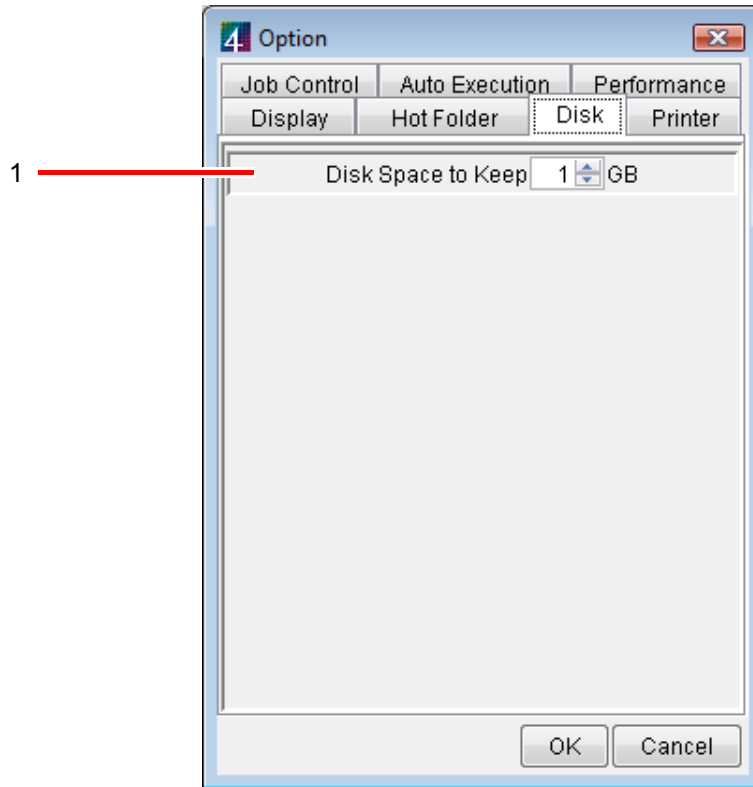 4 Option
Job Control Auto Execution Performance
Display Hot Folder Disk Printer
1
Disk Space to Keep 1 GB
OK Cancel